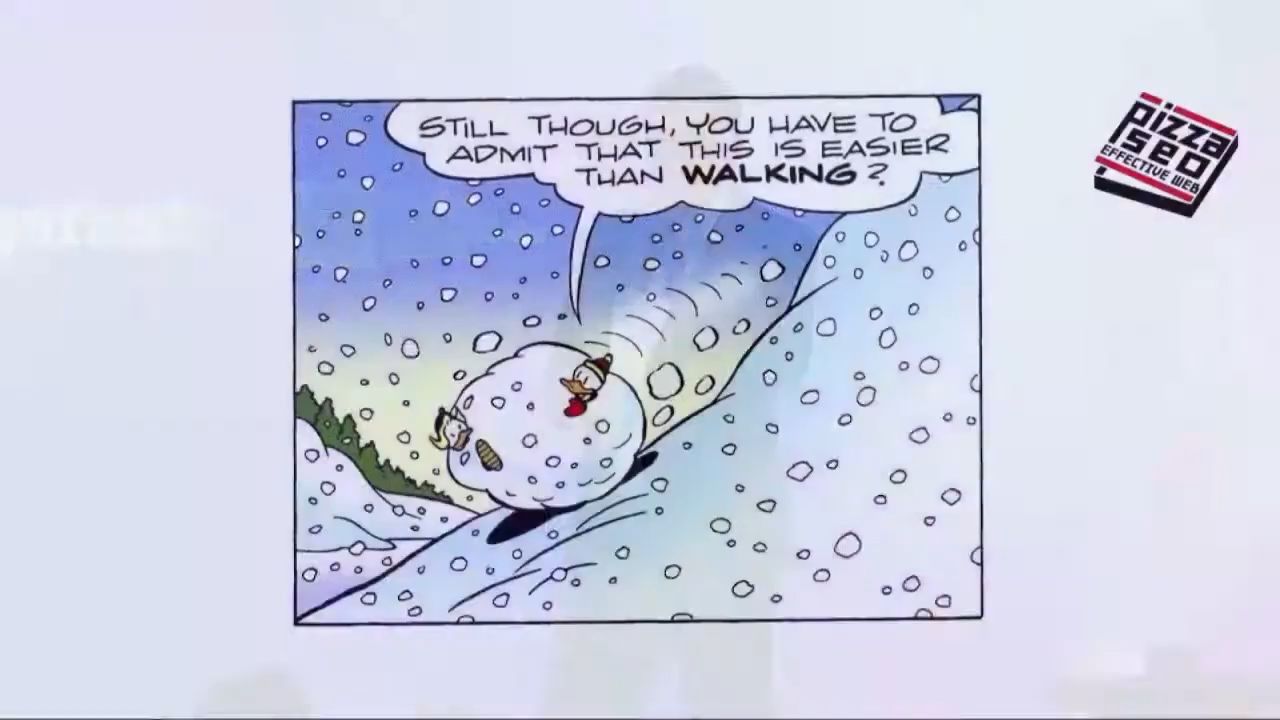 STILL THOUGH, YOU HAVE TO
ADMIT THAT THIS IS EASIER
THAN WALKING?
pizza
seo
EFFECTIVE WEB